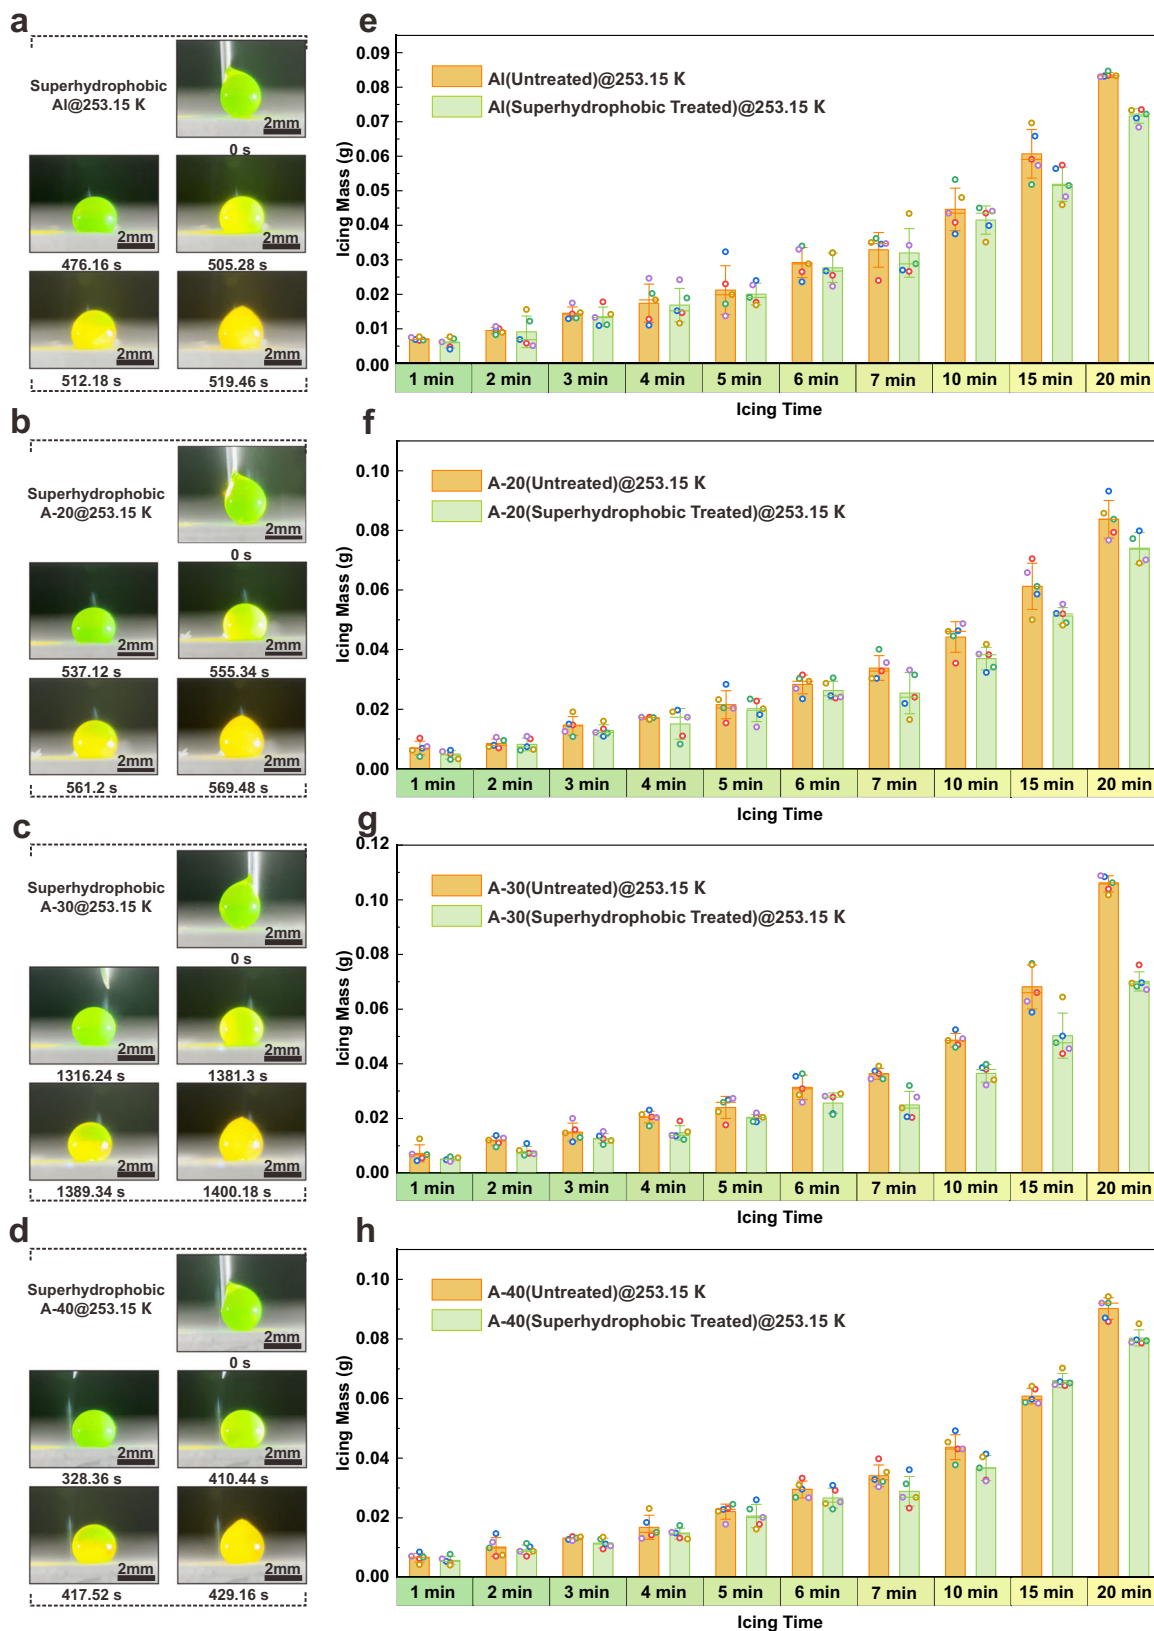 a
Superhydrophobic
Al@253.15 K
2mm
0 s
2mm
2mm
476.16 s
505.28 s
2mm
2mm
512.18 s
519.46 s
e
Al(Untreated)@253.15 K
Al(Superhydrophobic Treated)@253.15 K
Icing Mass (g)
0.09
0.08
0.07
0.06
0.05
0.04
0.03
0.02
0.01
0.00
1 min 2 min 3 min 4 min 5 min 6 min 7 min 10 min 15 min 20 min
Icing Time
b
Superhydrophobic
A-20@253.15 K
2mm
0 s
2mm
2mm
537.12 s
555.34 s
2mm
2mm
561.2 s
569.48 s
f
A-20(Untreated)@253.15 K
A-20(Superhydrophobic Treated)@253.15 K
Icing Mass (g)
0.10
0.08
0.06
0.04
0.02
0.00
1 min 2 min 3 min 4 min 5 min 6 min 7 min 10 min 15 min 20 min
Icing Time
c
Superhydrophobic
A-30@253.15 K
2mm
0 s
2mm
2mm
1316.24 s
1381.3 s
2mm
2mm
1389.34 s
1400.18 s
g
A-30(Untreated)@253.15 K
A-30(Superhydrophobic Treated)@253.15 K
Icing Mass (g)
0.12
0.10
0.08
0.06
0.04
0.02
0.00
1 min 2 min 3 min 4 min 5 min 6 min 7 min 10 min 15 min 20 min
Icing Time
d
Superhydrophobic
A-40@253.15 K
2mm
0 s
2mm
2mm
328.36 s
410.44 s
2mm
2mm
417.52 s
429.16 s
h
A-40(Untreated)@253.15 K
A-40(Superhydrophobic Treated)@253.15 K
Icing Mass (g)
0.10
0.08
0.06
0.04
0.02
0.00
1 min 2 min 3 min 4 min 5 min 6 min 7 min 10 min 15 min 20 min
Icing Time